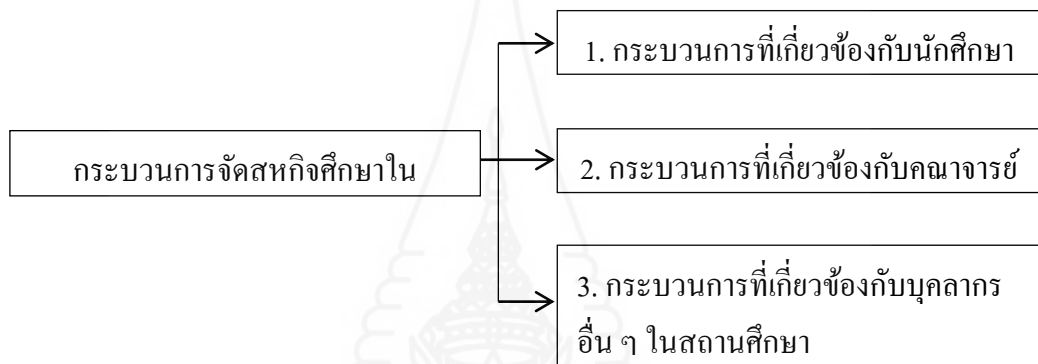 1. กระบวนการที่เกี่ยวข้องกับนักศึกษา
กระบวนการจัดสหกิจศึกษาใน
2. กระบวนการที่เกี่ยวข้องกับคณาจารย์
3. กระบวนการที่เกี่ยวข้องกับบุคลากร
อื่น ๆ ในสถานศึกษา